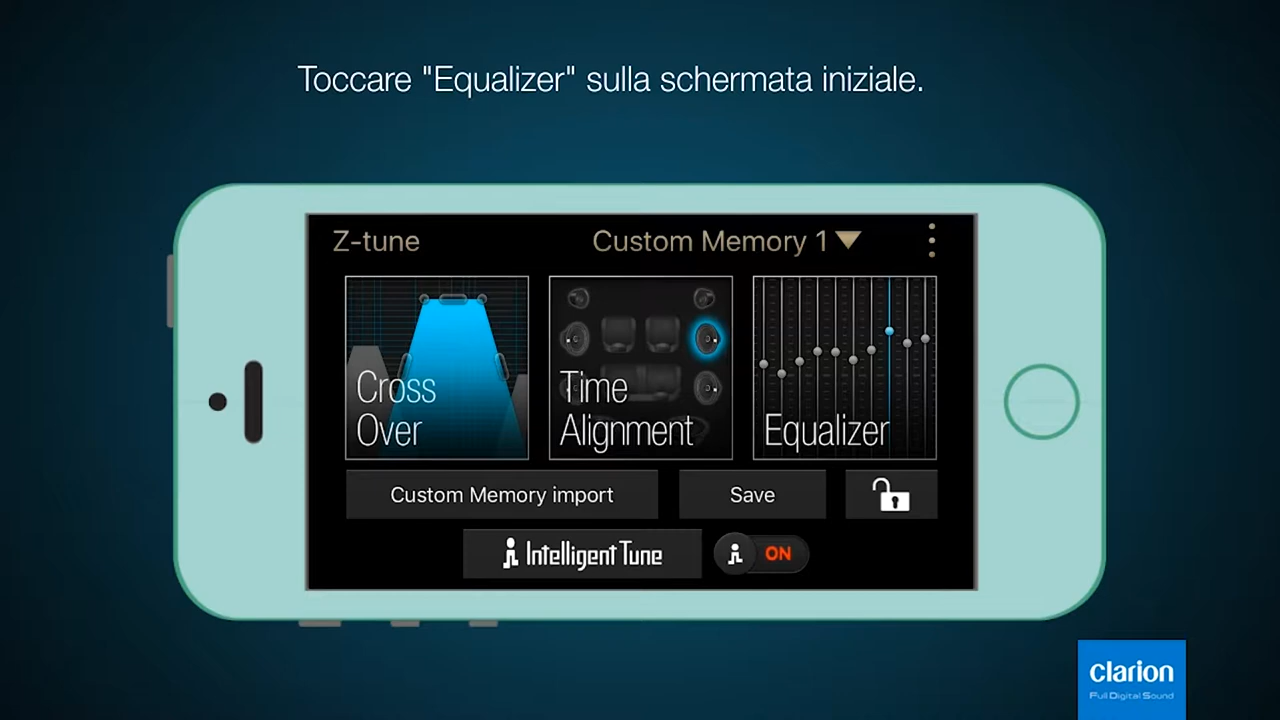 Toccare "Equalizer" sulla schermata iniziale.
Z-tune
Custom Memory 1
Cross
Over
Time
Alignment
Equalizer
Custom Memory import
Save
Intelligent Tune
ON
clarion
Full Digital Sound